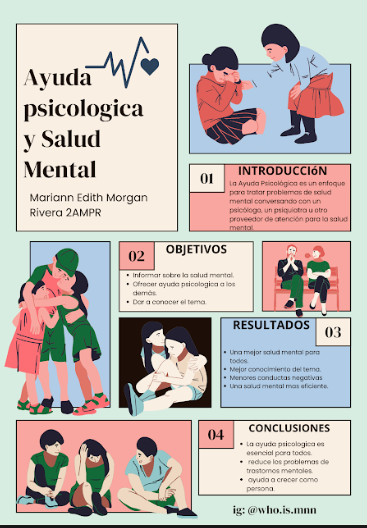 Ayuda
psicologica
y Salud
Mental
Mariann Edith Morgan
Rivera 2AMPR
01
INTRODUCCIóN
La Ayuda Psicológica es un enfoque
para tratar problemas de salud
mental conversando con un
psicólogo, un psiquiatra u otro
proveedor de atención para la salud
mental.
02
OBJETIVOS
Informar sobre la salud mental.
Ofrecer ayuda psicologica a los
demás.
Dar a conocer el tema.
RESULTADOS
03
Una mejor salud mental para
todos.
Mejor conocimiento del tema.
Menores conductas negativas
Una salud mental mas eficiente.
04
CONCLUSIONES
La ayuda psicologica es
esencial para todos.
reduce los problemas de
trastornos mentales.
ayuda a crecer como
persona.
ig: @who.is.mnn